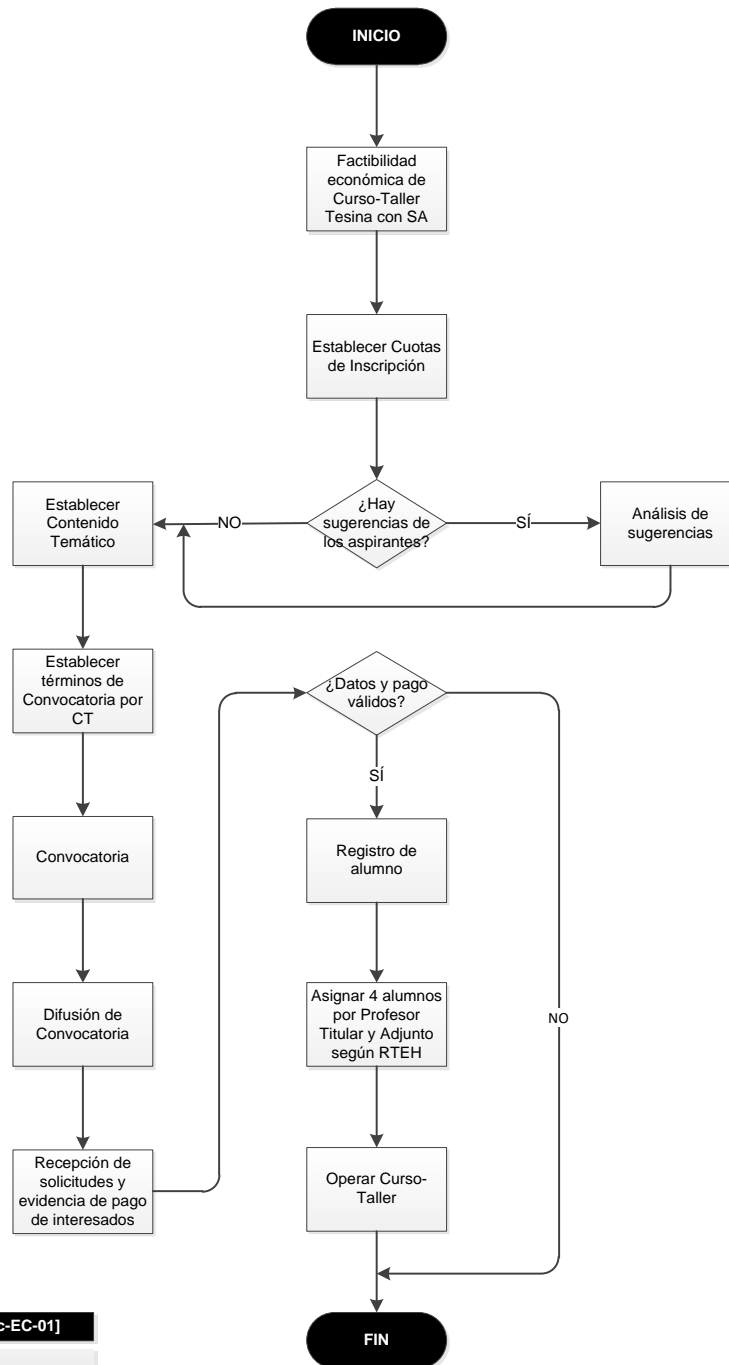 INICIO
Factibilidad
económica de
Curso-Taller
Tesina con SA
Establecer Cuotas
de Inscripción
¿Hay
sugerencias de
los aspirantes?
NO
SÍ
Establecer
Contenido
Temático
Análisis de
sugerencias
Establecer
términos de
Convocatoria por
CT
Convocatoria
Difusión de
Convocatoria
Recepción de
solicitudes y
evidencia de pago
de interesados
¿Datos y pago
válidos?
SÍ
NO
Registro de
alumno
Asignar 4 alumnos
por Profesor
Titular y Adjunto
según RTEH
Operar Curso-
Taller
FIN
c-EC-01]